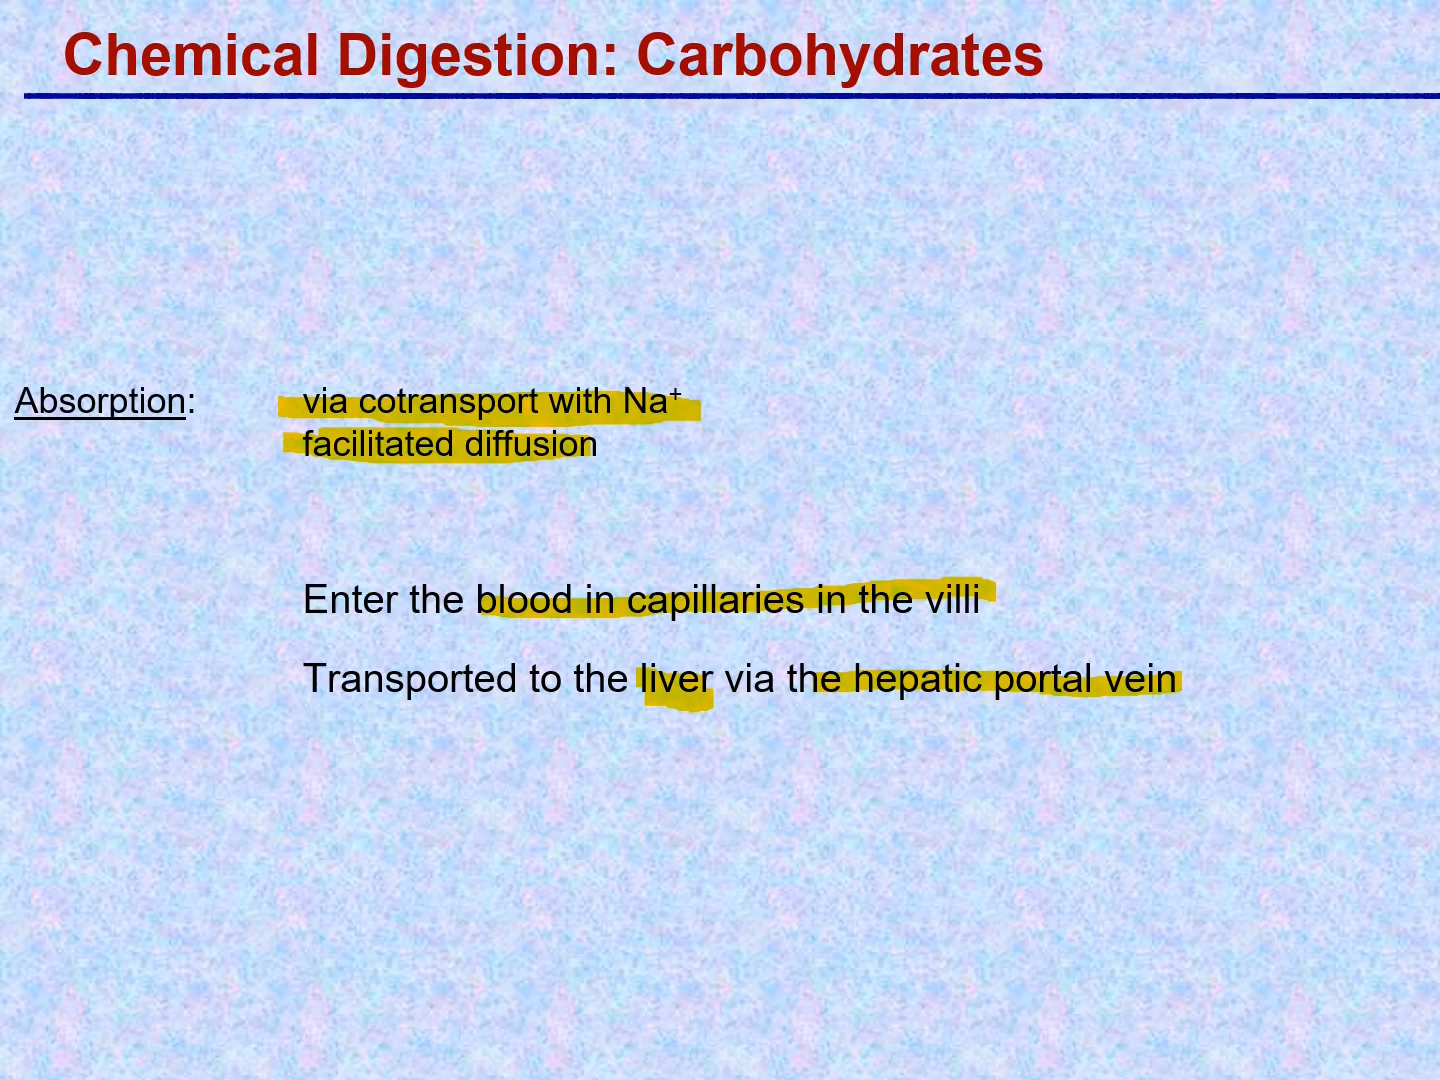 Chemical Digestion: Carbohydrates
Absorption: via cotransport with Na⁺
facilitated diffusion
Enter the blood in capillaries in the villi
Transported to the liver via the hepatic portal vein